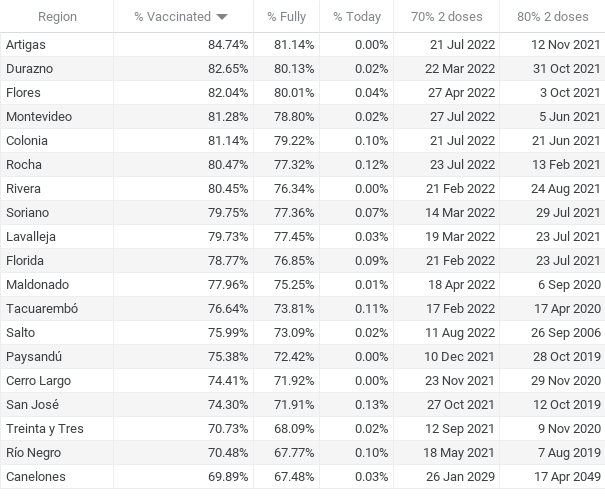 Region % Vaccinated % Fully % Today 70% 2 doses 80% 2 doses
Artigas 84.74% 81.14% 0.00% 21 Jul 2022 12 Nov 2021
Durazno 82.65% 80.13% 0.02% 22 Mar 2022 31 Oct 2021
Flores 82.04% 80.01% 0.04% 27 Apr 2022 3 Oct 2021
Montevideo 81.28% 78.80% 0.02% 27 Jul 2022 5 Jun 2021
Colonia 81.14% 79.22% 0.10% 21 Jul 2022 21 Jun 2021
Rocha 80.47% 77.32% 0.12% 23 Jul 2022 13 Feb 2021
Rivera 80.45% 76.34% 0.00% 21 Feb 2022 24 Aug 2021
Soriano 79.75% 77.36% 0.07% 14 Mar 2022 29 Jul 2021
Lavalleja 79.73% 77.45% 0.03% 19 Mar 2022 23 Jul 2021
Florida 78.77% 76.85% 0.09% 21 Feb 2022 23 Jul 2021
Maldonado 77.96% 75.25% 0.01% 18 Apr 2022 6 Sep 2020
Tacuarembó 76.64% 73.81% 0.11% 17 Feb 2022 17 Apr 2020
Salto 75.99% 73.09% 0.02% 11 Aug 2022 26 Sep 2006
Paysandú 75.38% 72.42% 0.00% 10 Dec 2021 28 Oct 2019
Cerro Largo 74.41% 71.92% 0.00% 23 Nov 2021 29 Nov 2020
San José 74.30% 71.91% 0.13% 27 Oct 2021 12 Oct 2019
Treinta y Tres 70.73% 68.09% 0.02% 12 Sep 2021 9 Nov 2020
Río Negro 70.48% 67.77% 0.10% 18 May 2021 7 Aug 2019
Canelones 69.89% 67.48% 0.03% 26 Jan 2029 17 Apr 2049